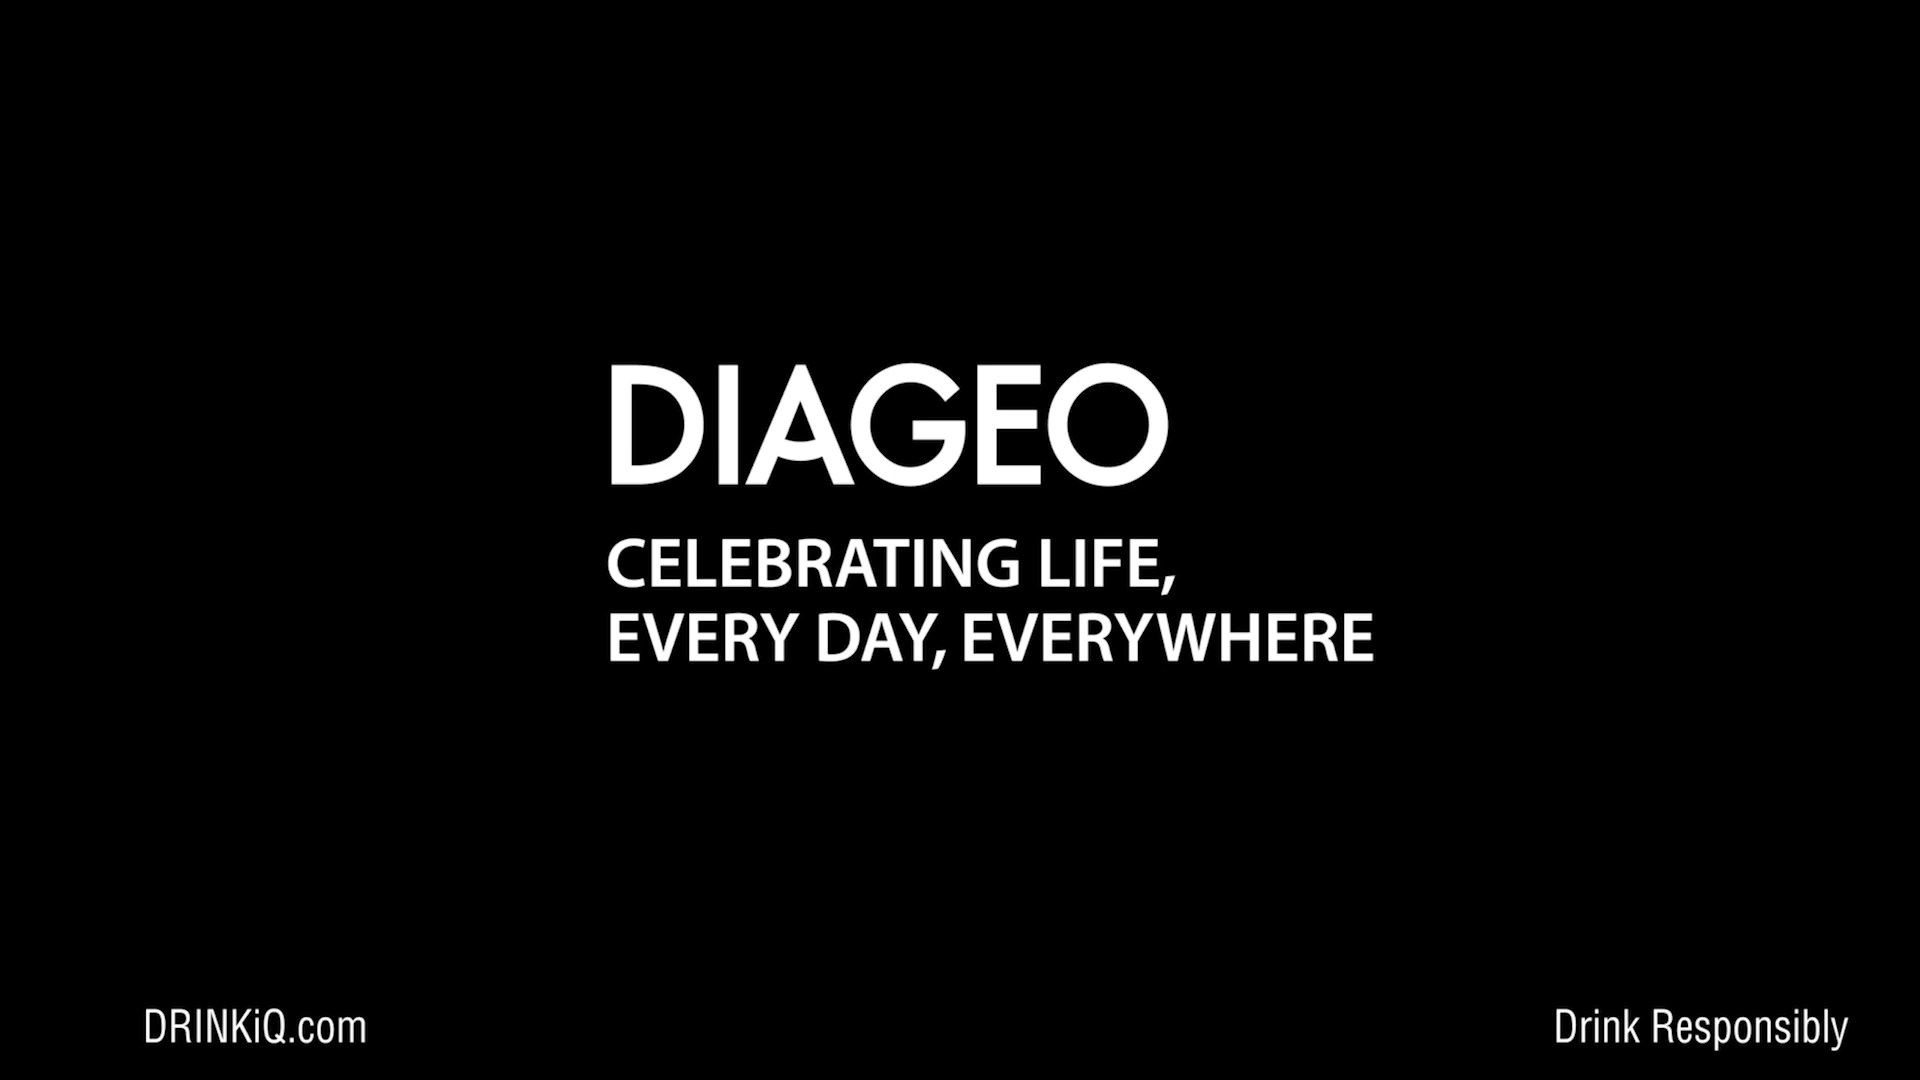 DIAGEO
CELEBRATING LIFE,
EVERY DAY, EVERYWHERE
DRINKiQ.com
Drink Responsibly